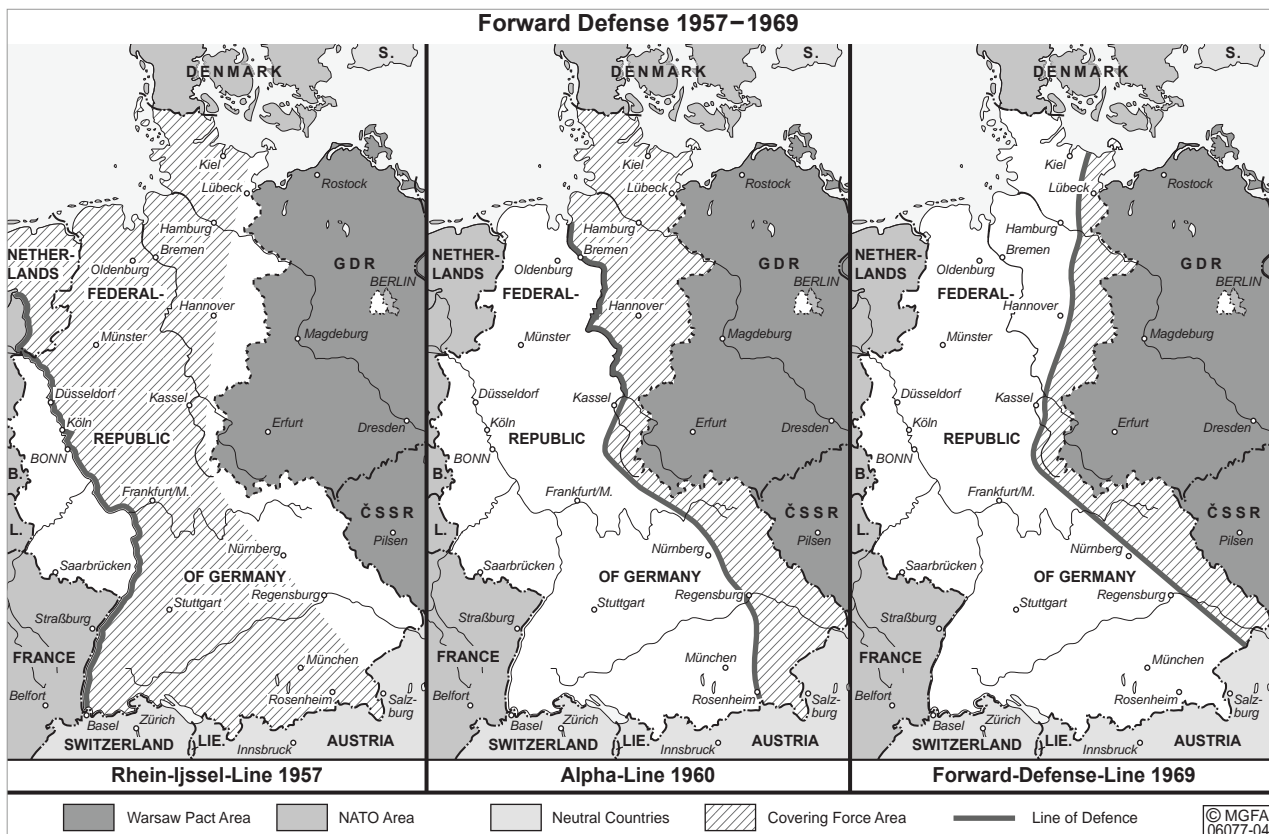 Forward Defense 1957–1969
S.
DENMARK
Kiel
Lübeck
Rostock
Hamburg
Bremen
NETHER-
LANDS
Oldenburg
GDR
BERLIN
FEDERAL-
Hannover
Münster
Magdeburg
Düsseldorf
Kassel
Köln
REPUBLIC
Erfurt
Dresden
BONN
B.
Frankfurt/M.
L.
ČSSR
Pilsen
Nürnberg
Saarbrücken
OF GERMANY
Regensburg
Stuttgart
Straßburg
FRANCE
München
Belfort
Rosenheim
Salz-
burg
Basel
Zürich
SWITZERLAND
LIE.
Innsbruck
AUSTRIA
Rhein-Ijssel-Line 1957
S.
DENMARK
Kiel
Lübeck
Rostock
Hamburg
Bremen
NETHER-
LANDS
Oldenburg
GDR
BERLIN
FEDERAL-
Hannover
Münster
Magdeburg
Düsseldorf
Kassel
Köln
REPUBLIC
Erfurt
Dresden
BONN
B.
Frankfurt/M.
L.
ČSSR
Pilsen
Nürnberg
Saarbrücken
OF GERMANY
Regensburg
Stuttgart
Straßburg
FRANCE
München
Belfort
Rosenheim
Salz-
burg
Basel
Zürich
SWITZERLAND
LIE.
Innsbruck
AUSTRIA
Alpha-Line 1960
S.
DENMARK
Kiel
Lübeck
Rostock
Hamburg
Bremen
NETHER-
LANDS
Oldenburg
GDR
BERLIN
FEDERAL-
Hannover
Münster
Magdeburg
Düsseldorf
Kassel
Köln
REPUBLIC
Erfurt
Dresden
BONN
B.
Frankfurt/M.
L.
ČSSR
Pilsen
Nürnberg
Saarbrücken
OF GERMANY
Regensburg
Stuttgart
Straßburg
FRANCE
München
Belfort
Rosenheim
Salz-
burg
Basel
Zürich
SWITZERLAND
LIE.
Innsbruck
AUSTRIA
Forward-Defense-Line 1969
Warsaw Pact Area
NATO Area
Neutral Countries
Covering Force Area
Line of Defence
© MGFA
06077-04